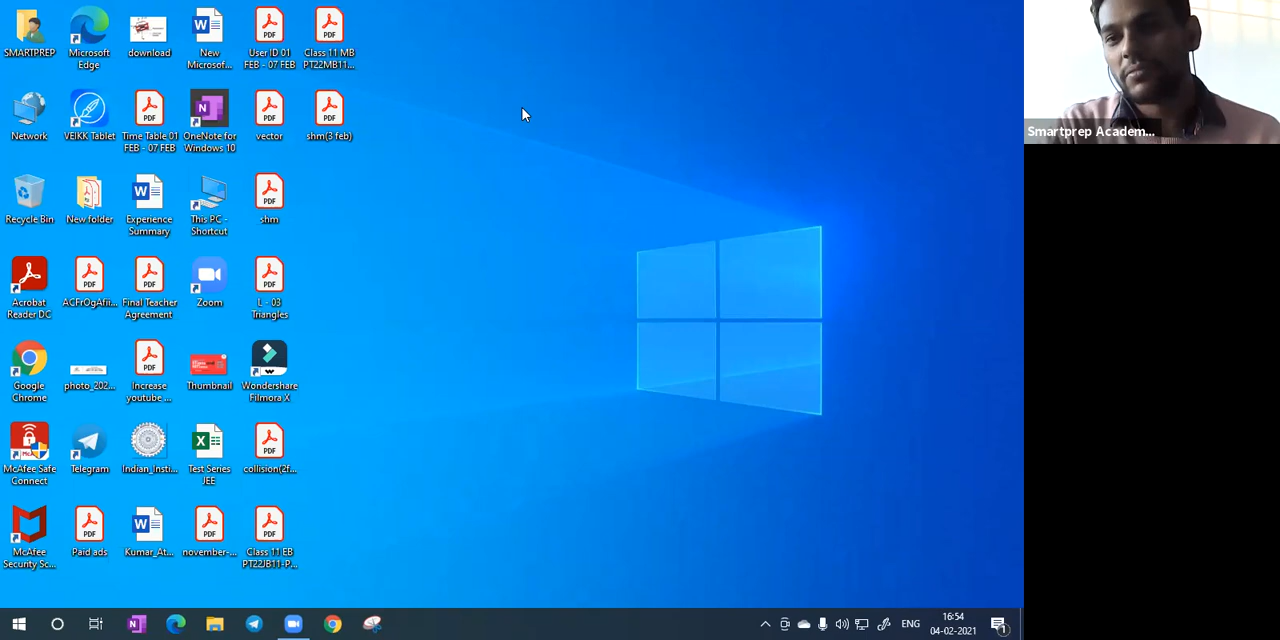 SMARTPREP
Microsoft
Edge
download
New
Microsof...
User ID 01
FEB - 07 FEB
Class 11 MB
PT22MB11...
Network
VEIKK Tablet
Time Table 01
FEB - 07 FEB
OneNote for
Windows 10
vector
shm(3 feb)
Recycle Bin
New folder
Experience
Summary
This PC -
Shortcut
shm
Acrobat
Reader DC
Final Teacher
Agreement
Zoom
L - 03
Triangles
Google
Chrome
photo_202...
Increase
youtube ...
Thumbnail
Wondershare
Filmora X
McAfee Safe
Connect
Telegram
Indian_Insti...
Test Series
JEE
collision(2f...
McAfee
Security Sc...
Paid ads
Kumar_At...
november-...
Class 11 EB
PT22JB11-P...
Smartprep Academ...
ENG
16:54
04-02-2021